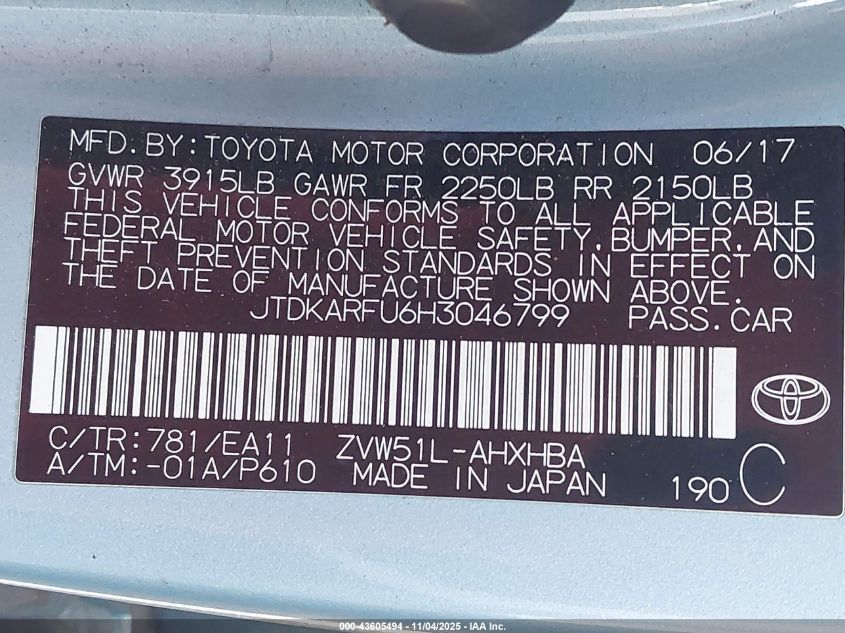 MFD.BY:TOYOTA MOTOR CORPORATION 06/17
GVWR 3915LB GAWR FR 2250LB RR 2150LB
THIS VEHICLE CONFORMS TO ALL APPLICABLE
FEDERAL MOTOR VEHICLE SAFETY,BUMPER,AND
THEFT PREVENTION STANDARDS IN EFFECT ON
THE DATE OF MANUFACTURE SHOWN ABOVE.
JTDKARFU6H3046799 PASS.CAR
C/TR:781/EA11 ZVW51L-AHXHBA
A/TM:-01A/P610 MADE IN JAPAN 190 C
000-43605494 - 11/04/2025 - IAA Inc.